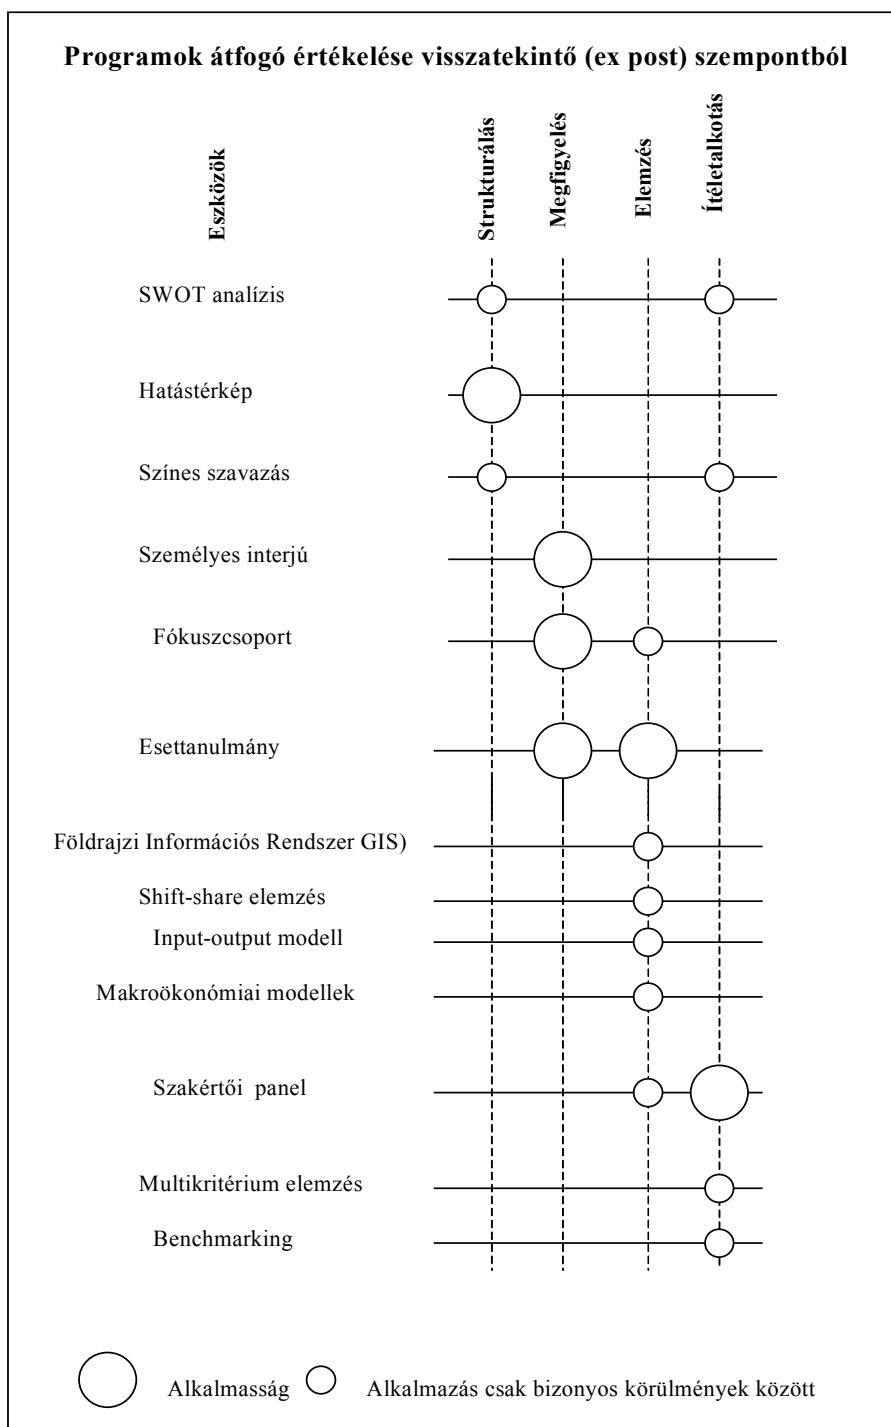 Programok átfogó értékelése visszatekintő (ex post) szempontból
Eszközök
Strukturálás
Megfigyelés
Elemzés
Ítéletalkotás
SWOT analízis
Hatástérkép
Színes szavazás
Személyes interjú
Fókuszcsoport
Esettanulmány
Földrajzi Információs Rendszer GIS)
Shift-share elemzés
Input-output modell
Makroökonómiai modellek
Szakértői panel
Multikritérium elemzés
Benchmarking
Alkalmasság
Alkalmazás csak bizonyos körülmények között